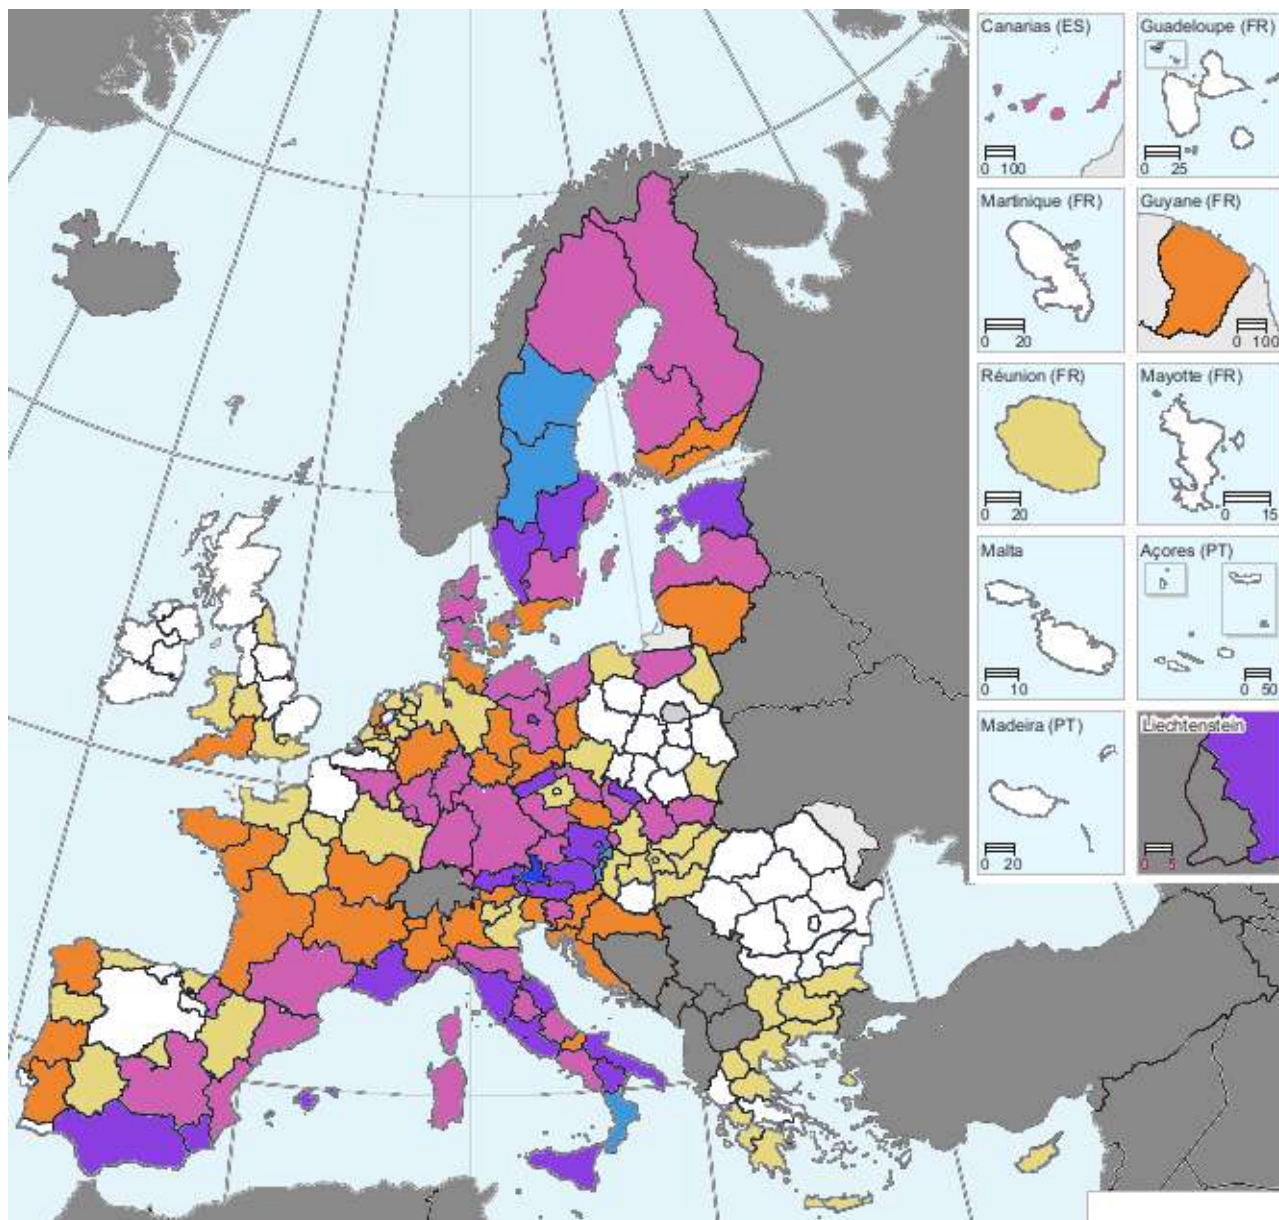 Canarias (ES)
0 100
Guadeloupe (FR)
0 25
Martinique (FR)
0 20
Guyane (FR)
0 100
Réunion (FR)
0 20
Mayotte (FR)
0 15
Malta
0 10
Açores (PT)
0 50
Madeira (PT)
0 20
Liechtenstein
0 5